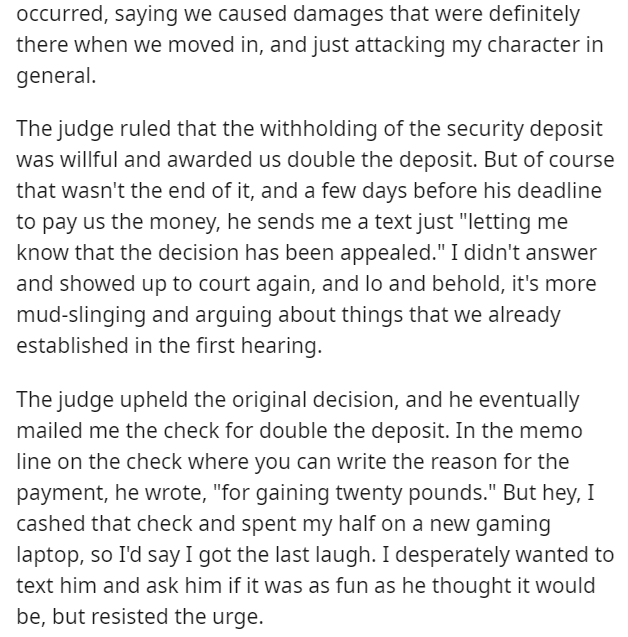 occurred, saying we caused damages that were definitely
there when we moved in, and just attacking my character in
general.
The judge ruled that the withholding of the security deposit
was willful and awarded us double the deposit. But of course
that wasn't the end of it, and a few days before his deadline
to pay us the money, he sends me a text just "letting me
know that the decision has been appealed." I didn't answer
and showed up to court again, and lo and behold, it's more
mud-slinging and arguing about things that we already
established in the first hearing.
The judge upheld the original decision, and he eventually
mailed me the check for double the deposit. In the memo
line on the check where you can write the reason for the
payment, he wrote, "for gaining twenty pounds." But hey, I
cashed that check and spent my half on a new gaming
laptop, so I'd say I got the last laugh. I desperately wanted to
text him and ask him if it was as fun as he thought it would
be, but resisted the urge.